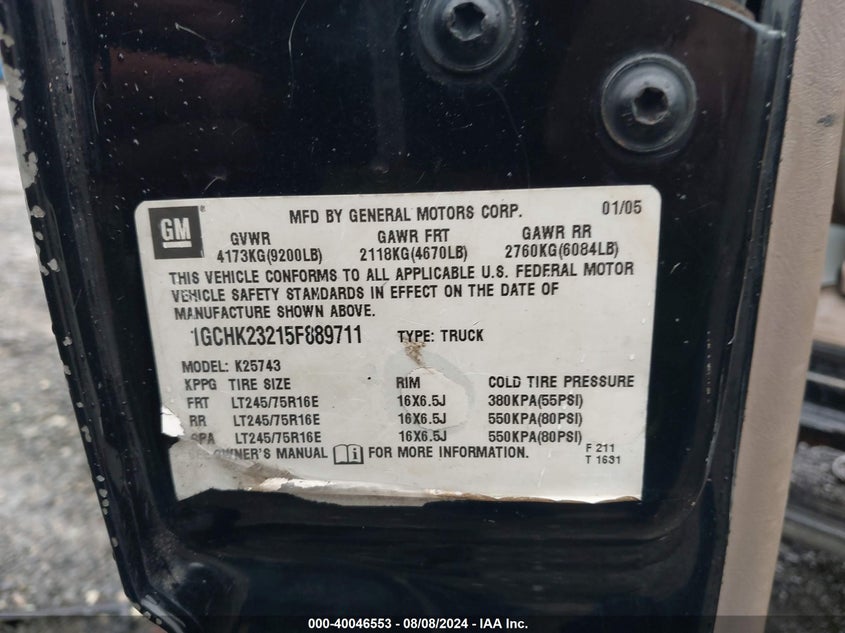 GM
MFD BY GENERAL MOTORS CORP. 01/05
GVWR GAWR FRT GAWR RR
4173KG(9200LB) 2118KG(4670LB) 2760KG(6084LB)
THIS VEHICLE CONFORMS TO ALL APPLICABLE U.S. FEDERAL MOTOR
VEHICLE SAFETY STANDARDS IN EFFECT ON THE DATE OF
MANUFACTURE SHOWN ABOVE.
1GCHK23215F889711 TYPE: TRUCK
MODEL: K25743
KPPG TIRE SIZE RIM COLD TIRE PRESSURE
FRT LT245/75R16E 16X6.5J 380KPA(55PSI)
RR LT245/75R16E 16X6.5J 550KPA(80PSI)
SPA LT245/75R16E 16X6.5J 550KPA(80PSI)
OWNER'S MANUAL FOR MORE INFORMATION.
F 211
T 1631
000-40046553 - 08/08/2024 - IAA Inc.